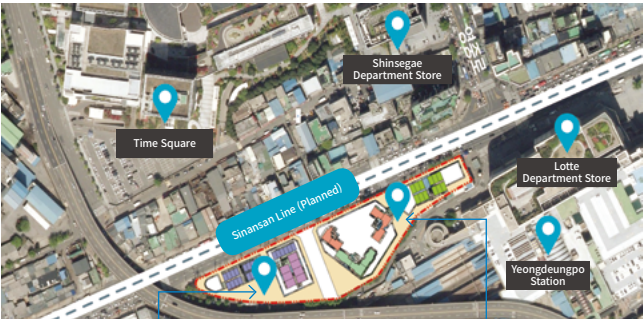 Shinsegae
Department Store
Time Square
Lotte
Department Store
Sinansan Line (Planned)
Yeongdeungpo
Station